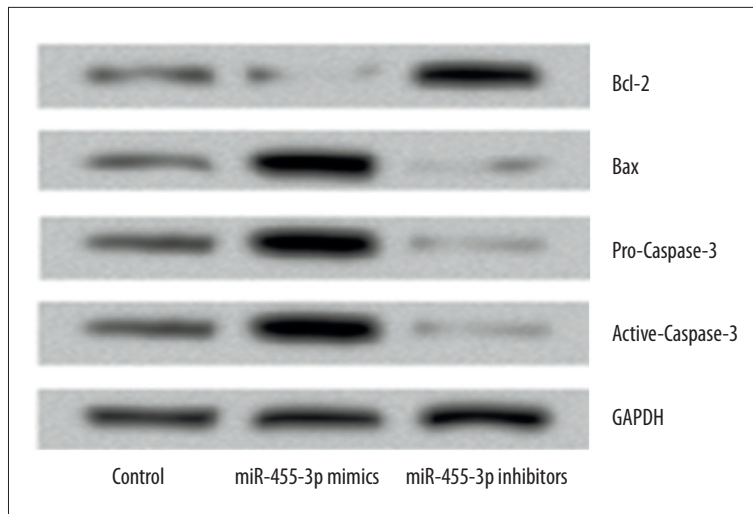 Bcl-2
Bax
Pro-Caspase-3
Active-Caspase-3
GAPDH
Control miR-455-3p mimics miR-455-3p inhibitors